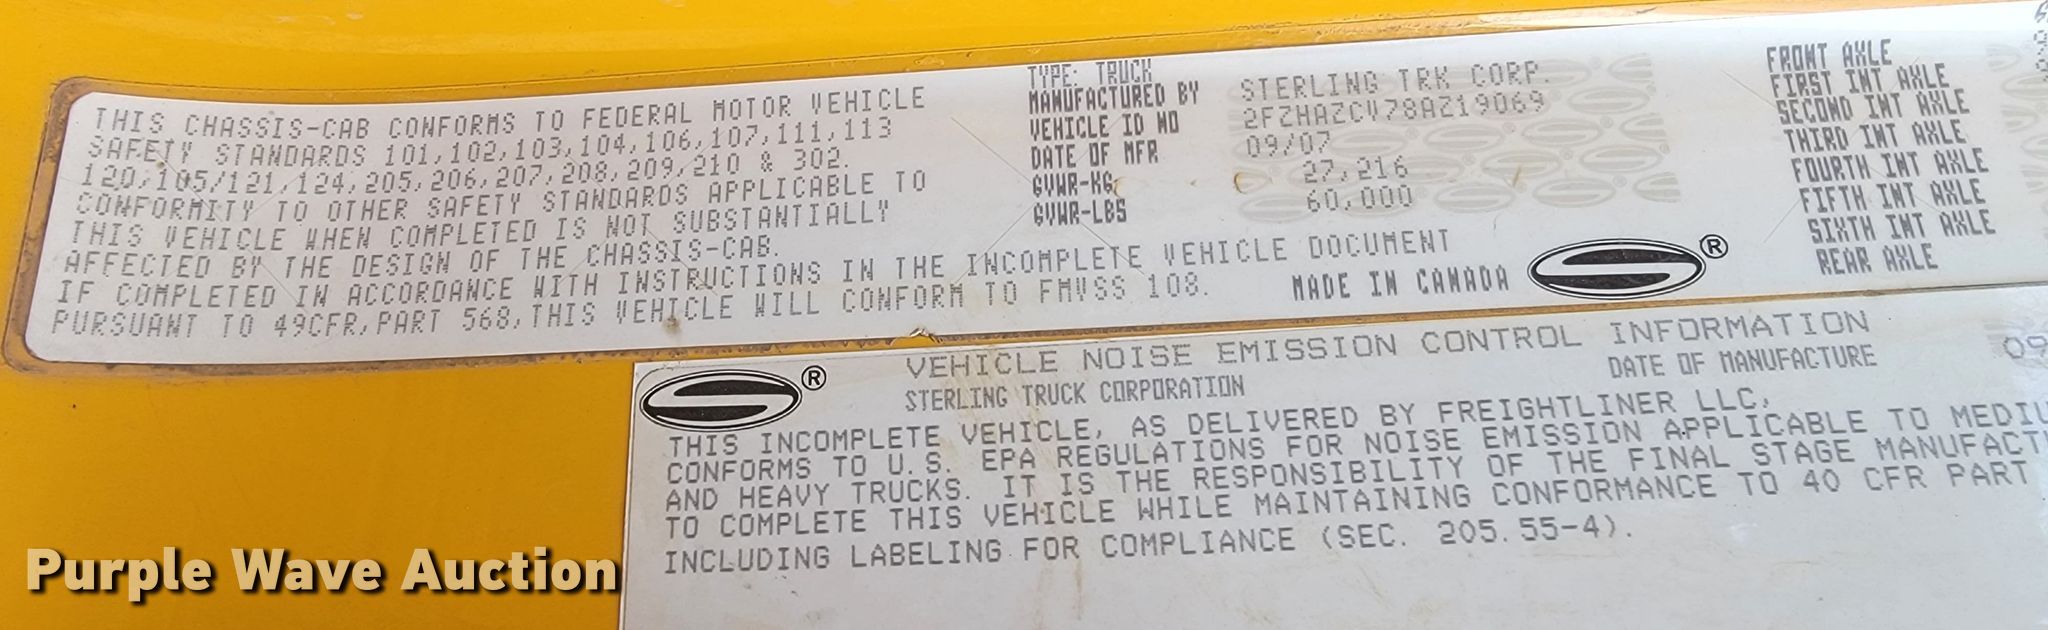 THIS CHASSIS-CAB CONFORMS TO FEDERAL MOTOR VEHICLE
SAFETY STANDARDS 101,102,103,104,106,107,111,113
120,105/121,124,205,206,207,208,209,210 & 302.
CONFORMITY TO OTHER SAFETY STANDARDS APPLICABLE TO
THIS VEHICLE WHEN COMPLETED IS NOT SUBSTANTIALLY
AFFECTED BY THE DESIGN OF THE CHASSIS-CAB.
IF COMPLETED IN ACCORDANCE WITH INSTRUCTIONS IN THE INCOMPLETE VEHICLE DOCUMENT
PURSUANT TO 49CFR,PART 568,THIS VEHICLE WILL CONFORM TO FMVSS 108.
TYPE: TRUCK
MANUFACTURED BY STERLING TRK CORP.
VEHICLE ID NO 2FZHAZCV78AZ19069
DATE OF MFR 09/07
GVWR-KG 27,216
GVWR-LBS 60,000
MADE IN CANADA ®
FRONT AXLE
FIRST INT AXLE
SECOND INT AXLE
THIRD INT AXLE
FOURTH INT AXLE
FIFTH INT AXLE
SIXTH INT AXLE
REAR AXLE
® VEHICLE NOISE EMISSION CONTROL INFORMATION
STERLING TRUCK CORPORATION DATE OF MANUFACTURE 09
THIS INCOMPLETE VEHICLE, AS DELIVERED BY FREIGHTLINER LLC,
CONFORMS TO U.S. EPA REGULATIONS FOR NOISE EMISSION APPLICABLE TO MEDIU
AND HEAVY TRUCKS. IT IS THE RESPONSIBILITY OF THE FINAL STAGE MANUFACT
TO COMPLETE THIS VEHICLE WHILE MAINTAINING CONFORMANCE TO 40 CFR PART
INCLUDING LABELING FOR COMPLIANCE (SEC. 205.55-4).
Purple Wave Auction